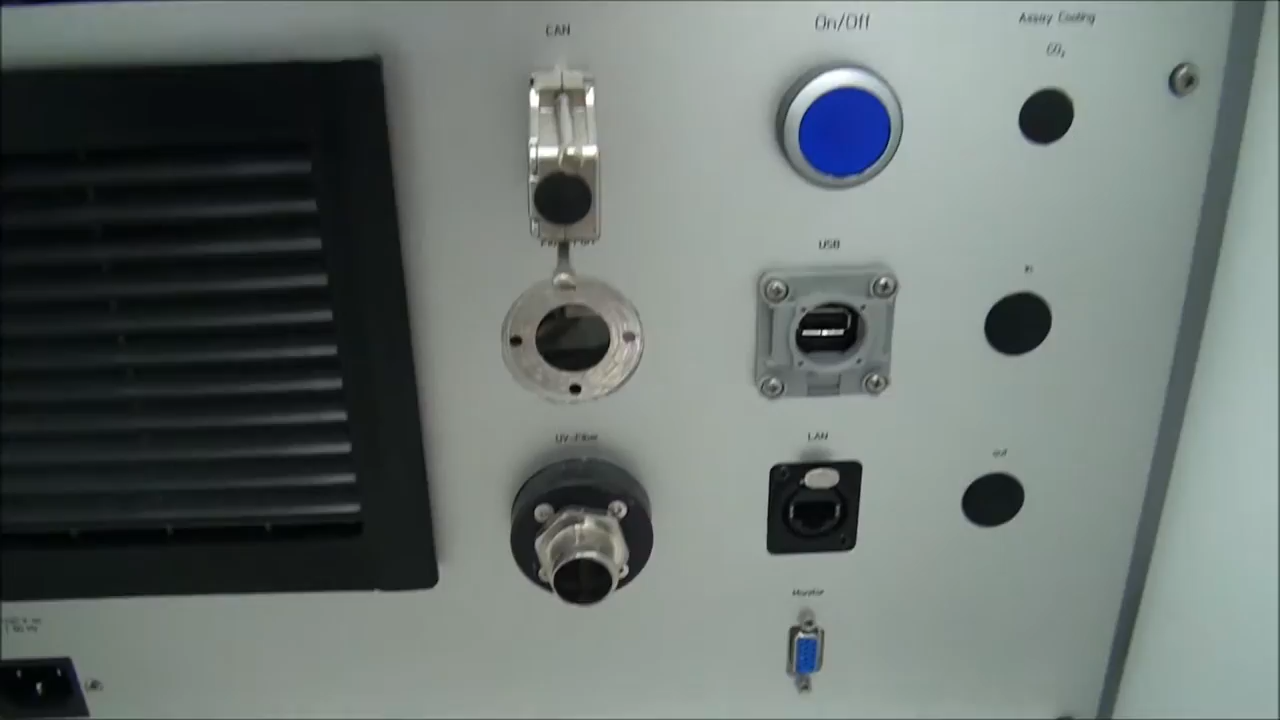 CAN
On/Off
Assay Cooling
CO₂
USB
in
UV-Fiber
LAN
out
Monitor